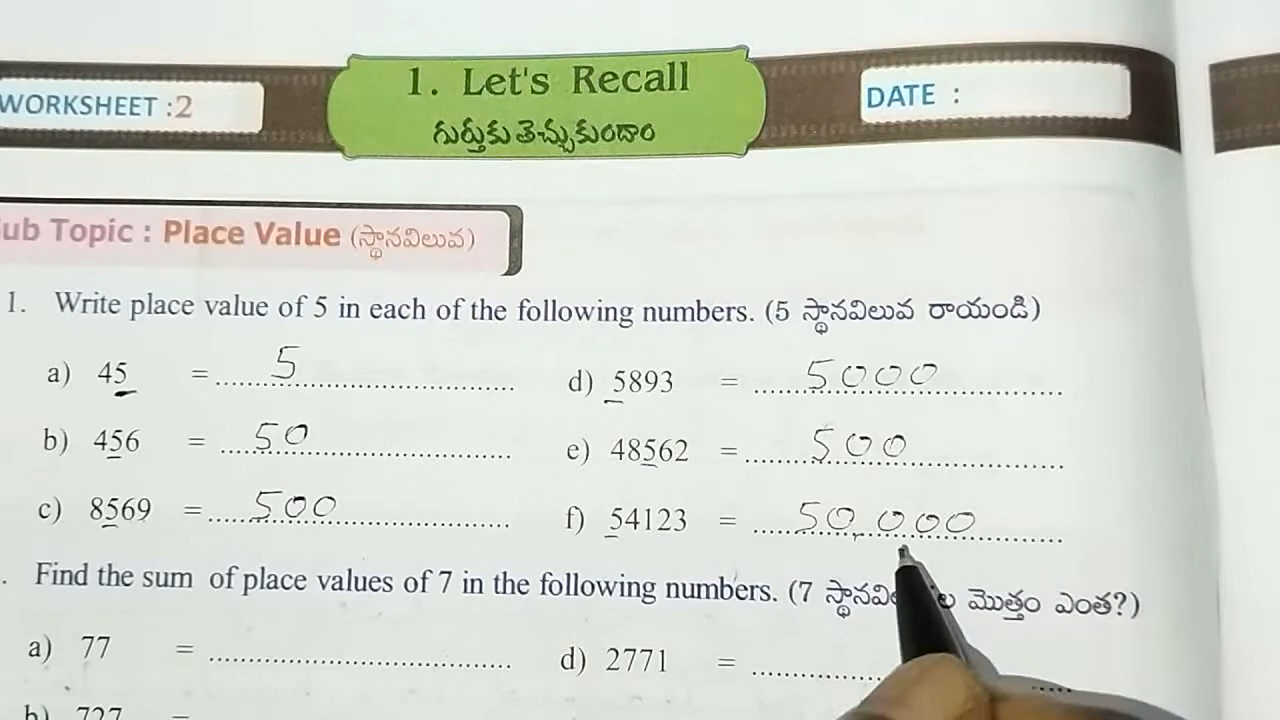 WORKSHEET :2
1. Let's Recall
గుర్తుకు తెచ్చుకుందాం
DATE :
ub Topic : Place Value (స్థానవిలువ)
1. Write place value of 5 in each of the following numbers. (5 స్థానవిలువ రాయండి)
a) 45 = 5
d) 5893 = 5000
b) 456 = 50
e) 48562 = 500
c) 8569 = 500
f) 54123 = 50,000
. Find the sum of place values of 7 in the following numbers. (7 మొత్తం ఎంత?)
a) 77 =
d) 2771 =
b) 727 =